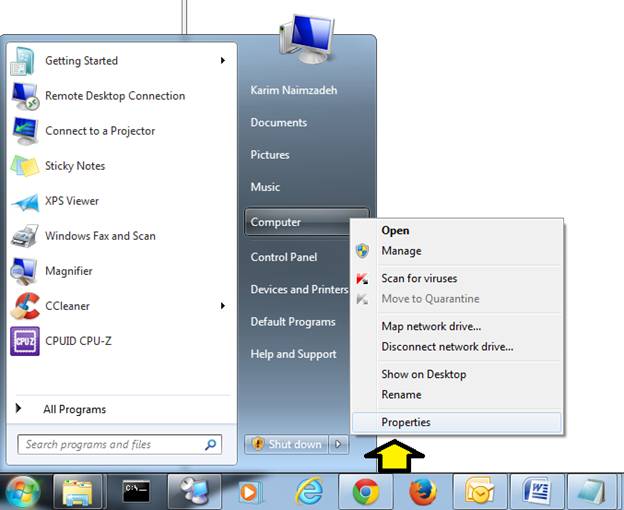 Getting Started
Remote Desktop Connection
Connect to a Projector
Sticky Notes
XPS Viewer
Windows Fax and Scan
Magnifier
CCleaner
CPUID CPU-Z
All Programs
Search programs and files
Karim Naimzadeh
Documents
Pictures
Music
Computer
Control Panel
Devices and Printers
Default Programs
Help and Support
Shut down
Open
Manage
Scan for viruses
Move to Quarantine
Map network drive...
Disconnect network drive...
Show on Desktop
Rename
Properties
CPU-Z
C:\